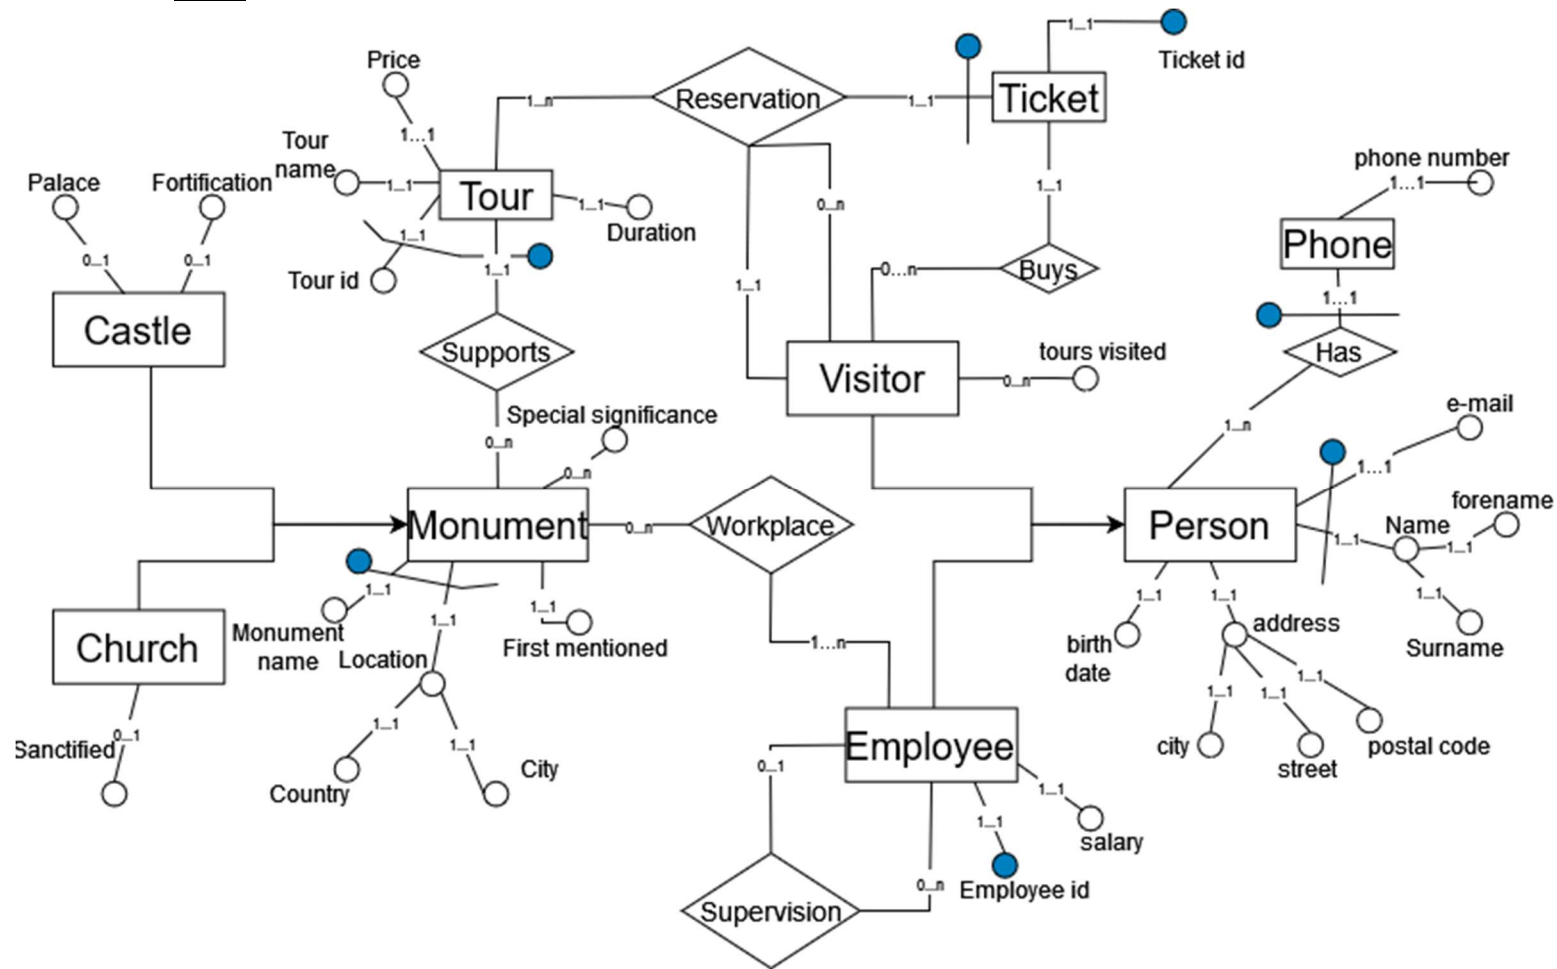 1...1
Ticket id
Price
1...n
Reservation
1...1
Ticket
1...1
Tour
name
1...1
Tour
1...1
Duration
Palace
Fortification
0...1
0...1
1...1
Tour id
1...1
0...n
1...1
1...1
0...n
Buys
phone number
1...1
Phone
1...1
Has
Castle
Supports
Visitor
0...n
tours visited
1...n
e-mail
1...1
0...n
Special significance
0...n
Monument
0...n
Workplace
Person
1...1
Name
1...1
forename
1...1
Surname
1...1
Monument
name
1...1
Location
1...1
First mentioned
1...n
1...1
birth
date
1...1
address
1...1
city
1...1
street
1...1
postal code
Church
0...1
Sanctified
1...1
Country
1...1
City
Employee
0...1
1...1
salary
1...1
Employee id
0...n
Supervision